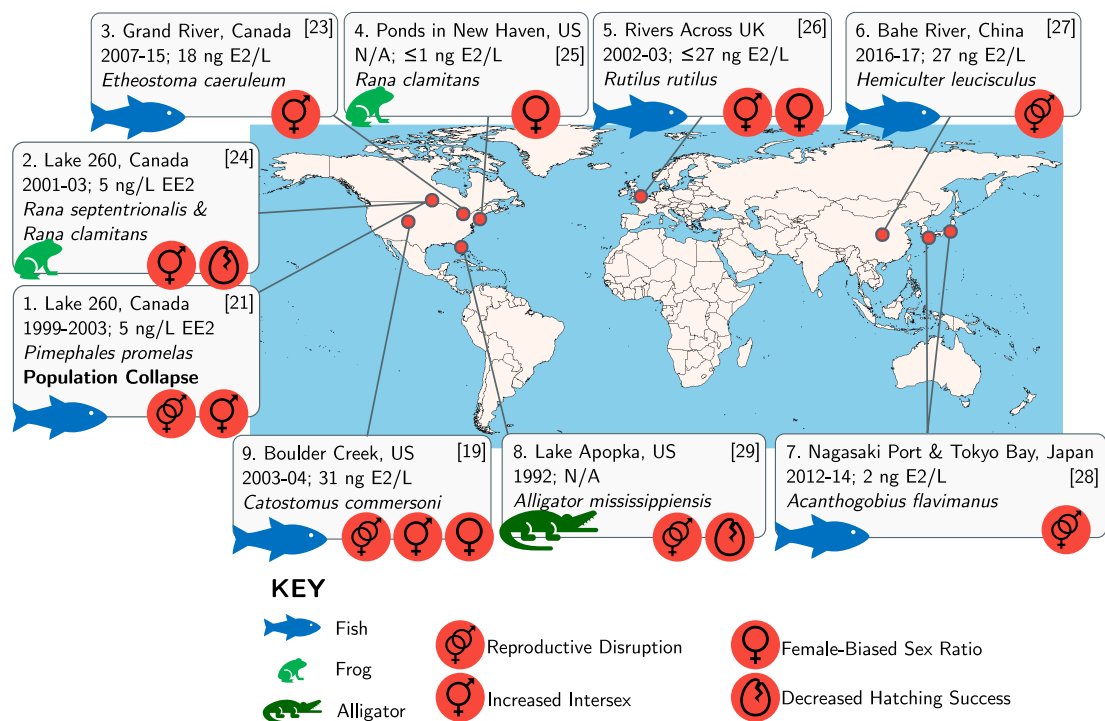 3. Grand River, Canada [23]
2007-15; 18 ng E2/L
Etheostoma caeruleum
4. Ponds in New Haven, US
N/A; ≤1 ng E2/L [25]
Rana clamitans
5. Rivers Across UK [26]
2002-03; ≤27 ng E2/L
Rutilus rutilus
6. Bahe River, China [27]
2016-17; 27 ng E2/L
Hemiculter leucisculus
2. Lake 260, Canada [24]
2001-03; 5 ng/L EE2
Rana septentrionalis &
Rana clamitans
1. Lake 260, Canada [21]
1999-2003; 5 ng/L EE2
Pimephales promelas
Population Collapse
9. Boulder Creek, US [19]
2003-04; 31 ng E2/L
Catostomus commersoni
8. Lake Apopka, US [29]
1992; N/A
Alligator mississippiensis
7. Nagasaki Port & Tokyo Bay, Japan
2012-14; 2 ng E2/L [28]
Acanthogobius flavimanus
KEY
Fish
Frog
Alligator
Reproductive Disruption
Increased Intersex
Female-Biased Sex Ratio
Decreased Hatching Success